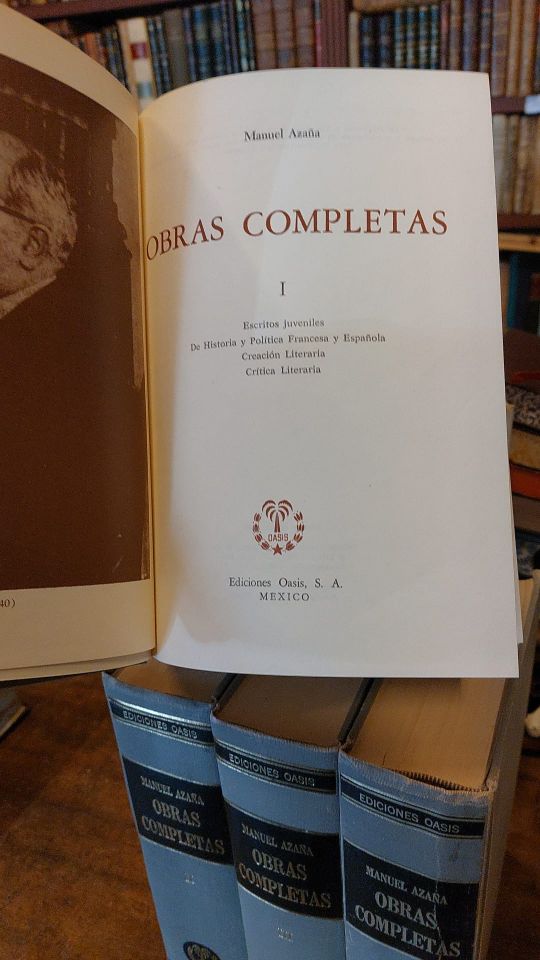 Manuel Azaña
OBRAS COMPLETAS
I
Escritos juveniles
De Historia y Política Francesa y Española
Creación Literaria
Crítica Literaria
OASIS
Ediciones Oasis, S. A.
MEXICO
40)
EDICIONES OASIS
MANUEL AZAÑA
OBRAS
COMPLETAS
II
EDICIONES OASIS
MANUEL AZAÑA
OBRAS
COMPLETAS
III
EDICIONES OASIS
MANUEL AZAÑA
OBRAS
COMPLETAS